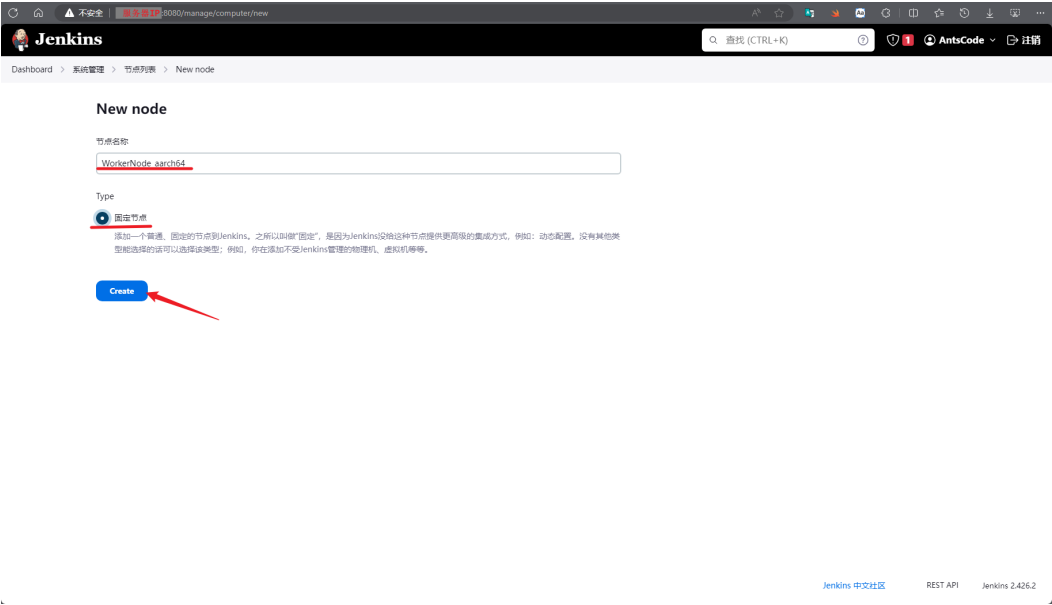 不安全 服务器IP:8080/manage/computer/new
Jenkins
查找 (CTRL+K)
1
AntsCode
注销
Dashboard > 系统管理 > 节点列表 > New node
New node
节点名称
WorkerNode_aarch64
Type
固定节点
添加一个普通、固定的节点到Jenkins。之所以叫做"固定"，是因为Jenkins没给这种节点提供更高级的集成方式，例如：动态配置。没有其他类
型能选择的话可以选择该类型；例如，你在添加不受Jenkins管理的物理机、虚拟机等等。
Create
Jenkins 中文社区
REST API
Jenkins 2.426.2